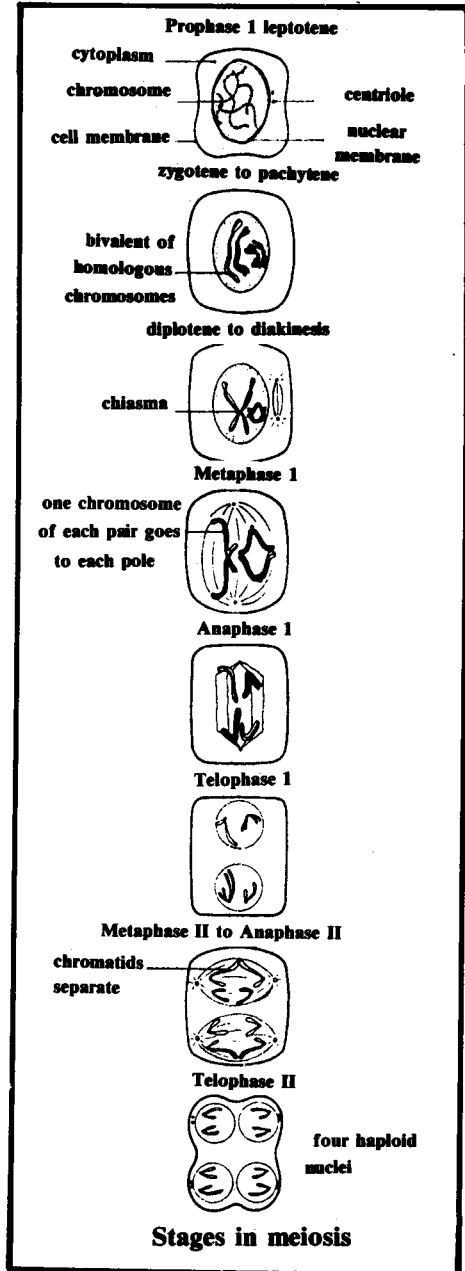 Prophase 1 leptotene
cytoplasm
chromosome
centriole
cell membrane
nuclear
membrane
zygotene to pachytene
bivalent of
homologous
chromosomes
diplotene to diakinesis
chiasma
Metaphase 1
one chromosome
of each pair goes
to each pole
Anaphase 1
Telophase 1
Metaphase II to Anaphase II
chromatids
separate
Telophase II
four haploid
nuclei
Stages in meiosis